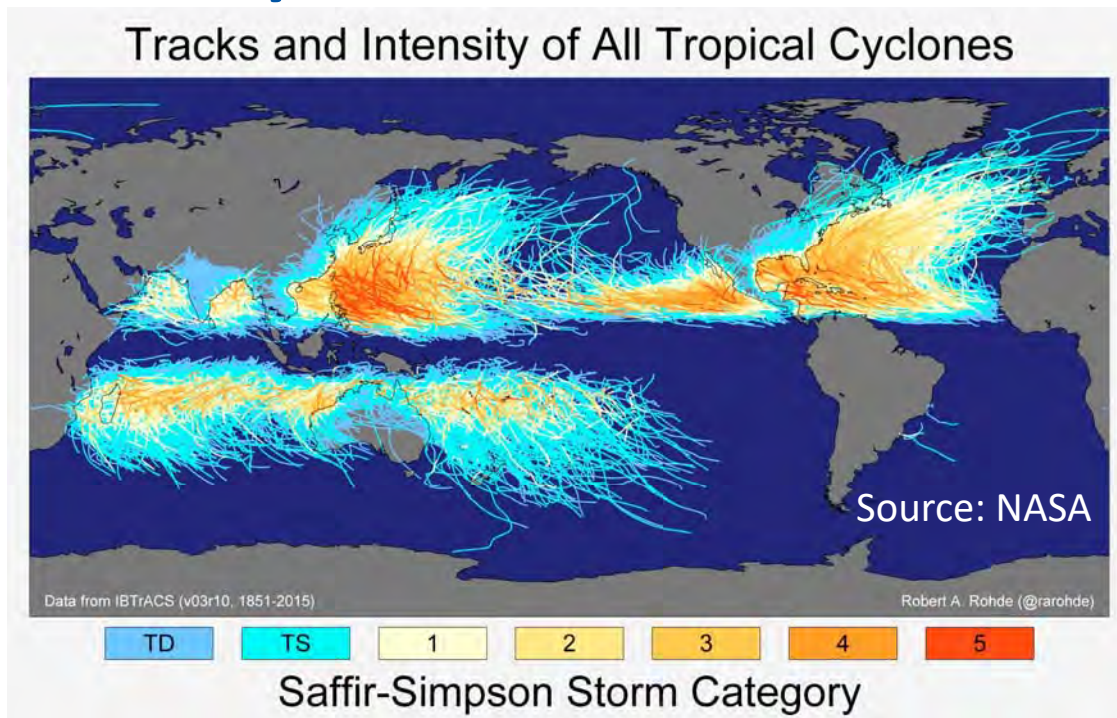 Tracks and Intensity of All Tropical Cyclones
Source: NASA
Data from IBTrACS (v03r10, 1851-2015)
Robert A. Rohde (@rarohde)
TD
TS
1
2
3
4
5
Saffir-Simpson Storm Category